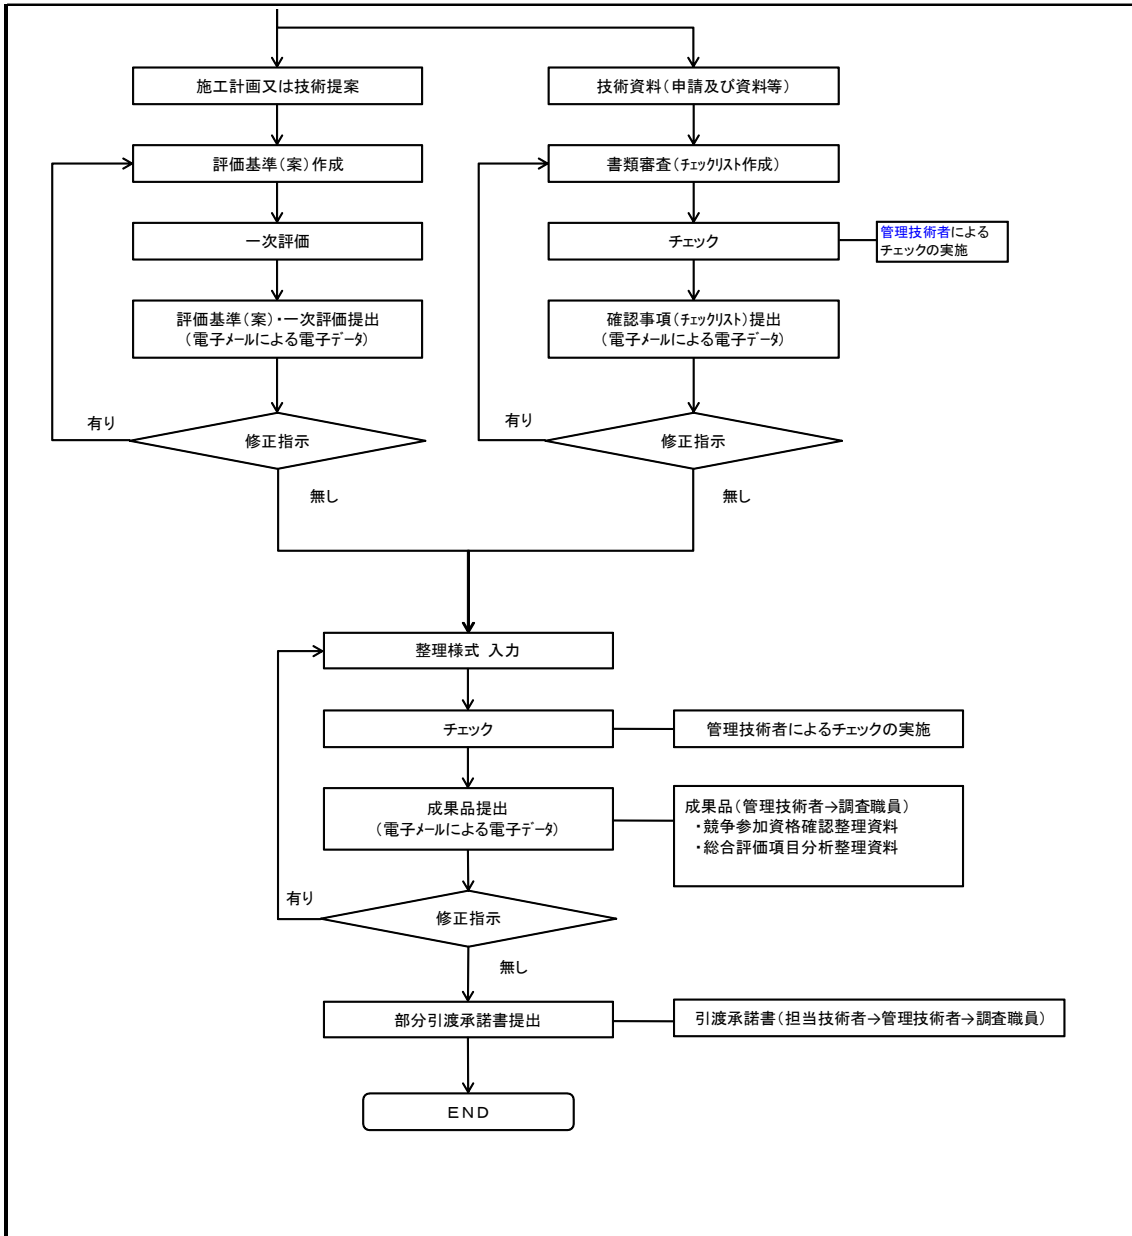 施工計画又は技術提案
評価基準(案)作成
一次評価
評価基準(案)・一次評価提出
(電子メールによる電子データ)
有り
修正指示
無し
技術資料(申請及び資料等)
書類審査(チェックリスト作成)
チェック
管理技術者による
チェックの実施
確認事項(チェックリスト)提出
(電子メールによる電子データ)
有り
修正指示
無し
整理様式 入力
チェック
管理技術者によるチェックの実施
成果品提出
(電子メールによる電子データ)
成果品(管理技術者→調査職員)
・競争参加資格確認整理資料
・総合評価項目分析整理資料
有り
修正指示
無し
部分引渡承諾書提出
引渡承諾書(担当技術者→管理技術者→調査職員)
END